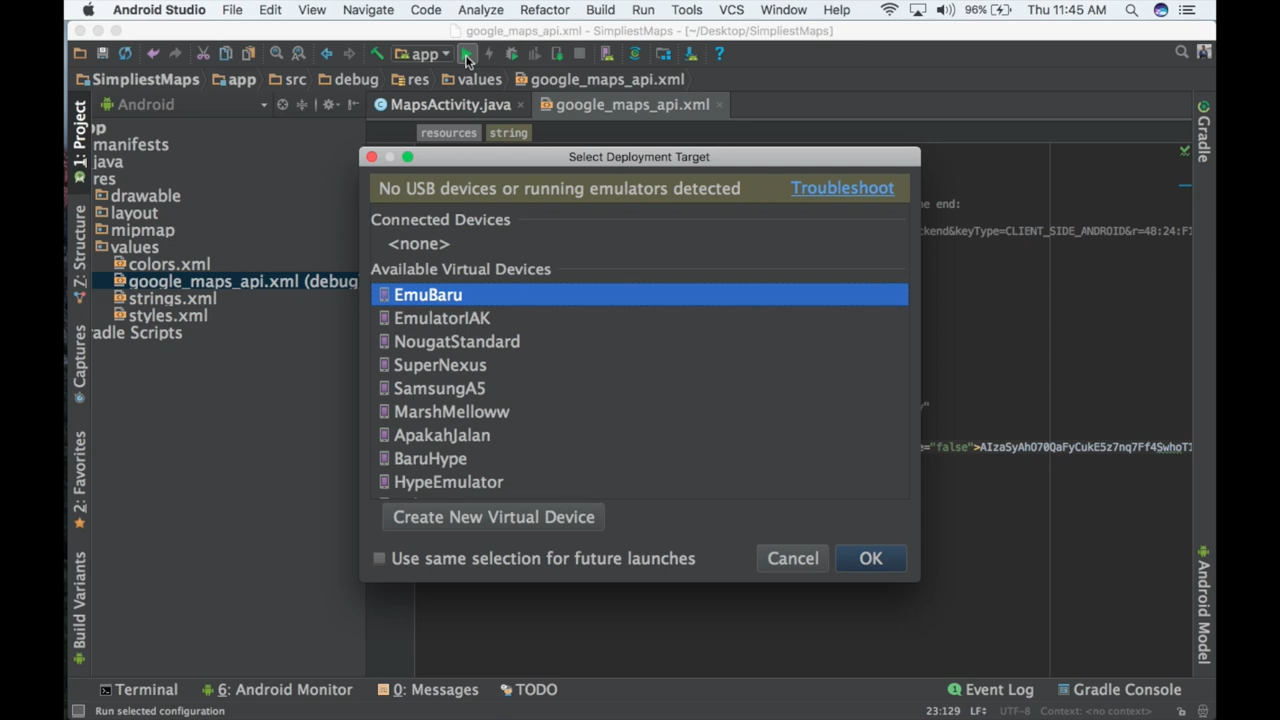 Android Studio File Edit View Navigate Code Analyze Refactor Build Run Tools VCS Window Help 96% Thu 11:45 AM
google_maps_api.xml - SimpliestMaps - [~/Desktop/SimpliestMaps]
app
SimpliestMaps app src debug res values google_maps_api.xml
1: Project
Android
MapsActivity.java
google_maps_api.xml
Gradle
resources string
manifests
java
res
drawable
layout
mipmap
values
colors.xml
google_maps_api.xml (debug
strings.xml
styles.xml
Z: Structure
Captures
2: Favorites
Build Variants
Select Deployment Target
No USB devices or running emulators detected Troubleshoot
Connected Devices
<none>
Available Virtual Devices
EmuBaru
EmulatorIAK
NougatStandard
SuperNexus
SamsungA5
MarshMelloww
ApakahJalan
BaruHype
HypeEmulator
Create New Virtual Device
Use same selection for future launches
Cancel OK
end:
keyType=CLIENT_SIDE_ANDROID&r=48:24:F
="false">
Android Model
Terminal 6: Android Monitor 0: Messages TODO Event Log Gradle Console
Run selected configuration 23:129 LF÷ UTF-8 Context: <no context>